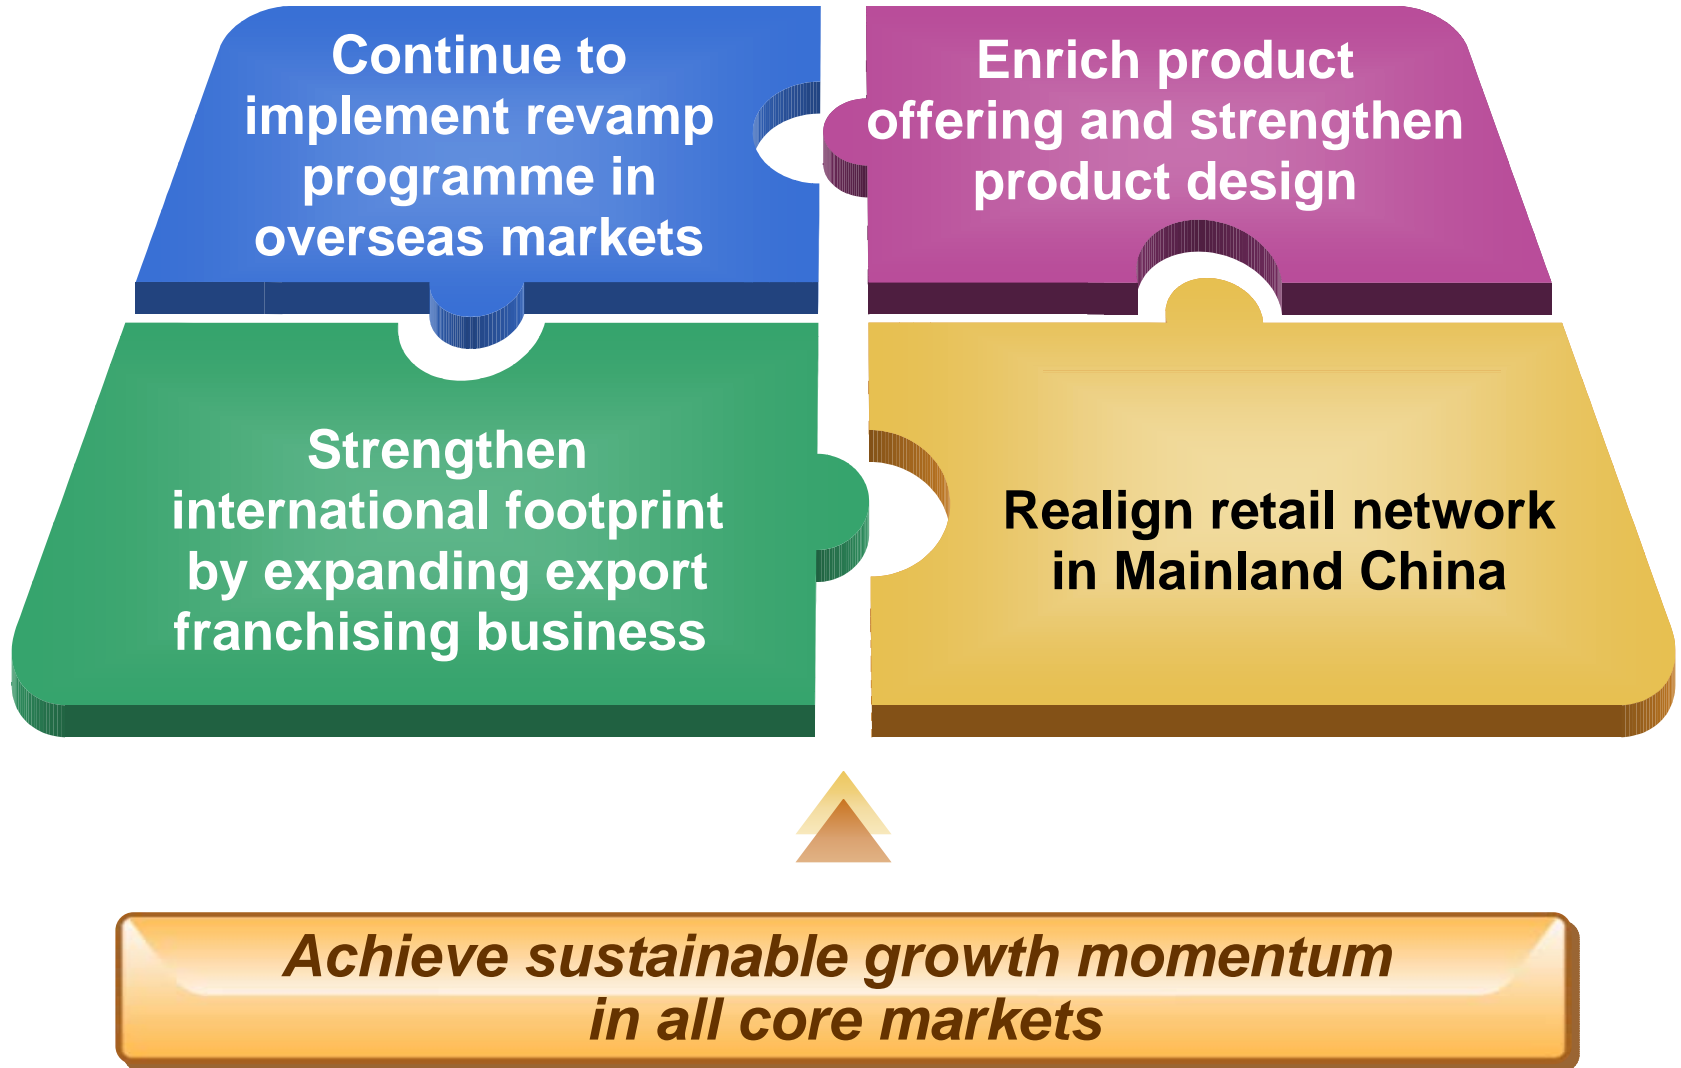 Continue to
implement revamp
programme in
overseas markets
Enrich product
offering and strengthen
product design
Strengthen
international footprint
by expanding export
franchising business
Realign retail network
in Mainland China
Achieve sustainable growth momentum
in all core markets